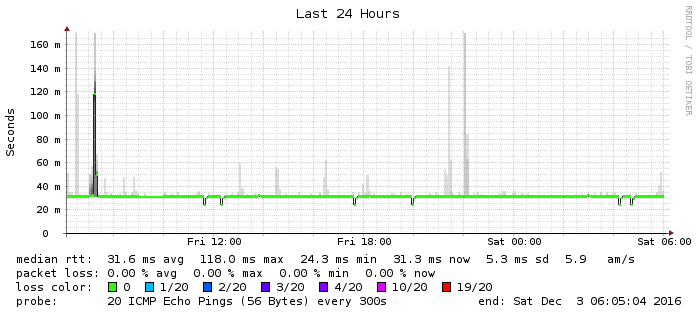 Last 24 Hours
RRDTOOL / TOBI OETIKER
Seconds
160 m
140 m
120 m
100 m
80 m
60 m
40 m
20 m
0
Fri 12:00 Fri 18:00 Sat 00:00 Sat 06:00
median rtt: 31.6 ms avg 118.0 ms max 24.3 ms min 31.3 ms now 5.3 ms sd 5.9 am/s
packet loss: 0.00 % avg 0.00 % max 0.00 % min 0.00 % now
loss color: 0 1/20 2/20 3/20 4/20 10/20 19/20
probe: 20 ICMP Echo Pings (56 Bytes) every 300s end: Sat Dec 3 06:05:04 2016